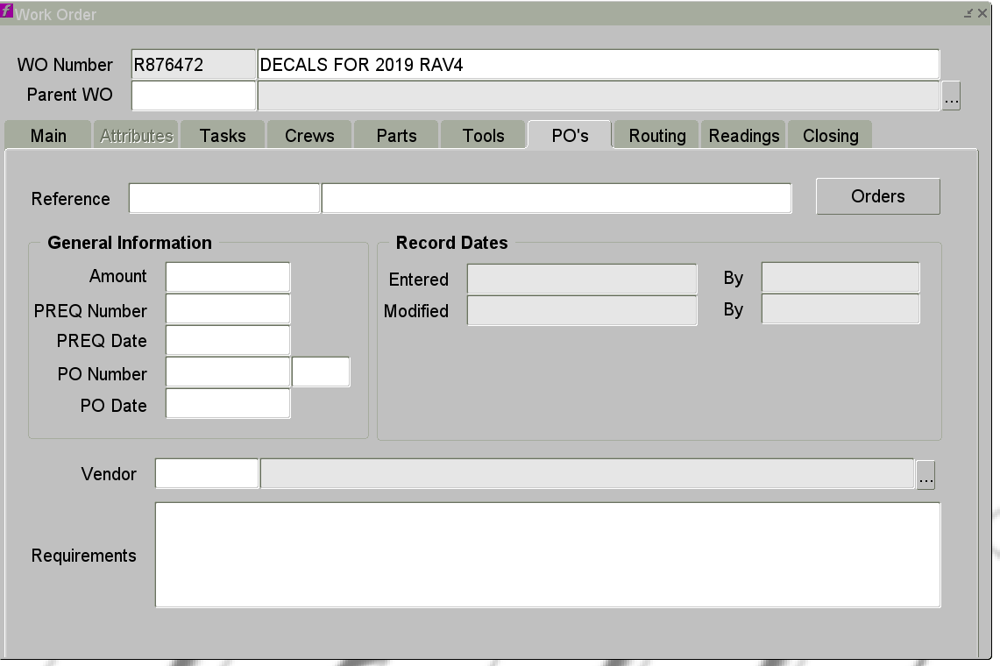 Work Order
WO Number R876472 DECALS FOR 2019 RAV4
Parent WO ...
Main Attributes Tasks Crews Parts Tools PO's Routing Readings Closing
Reference Orders
General Information Record Dates
Amount Entered By
PREQ Number Modified By
PREQ Date
PO Number
PO Date
Vendor ...
Requirements